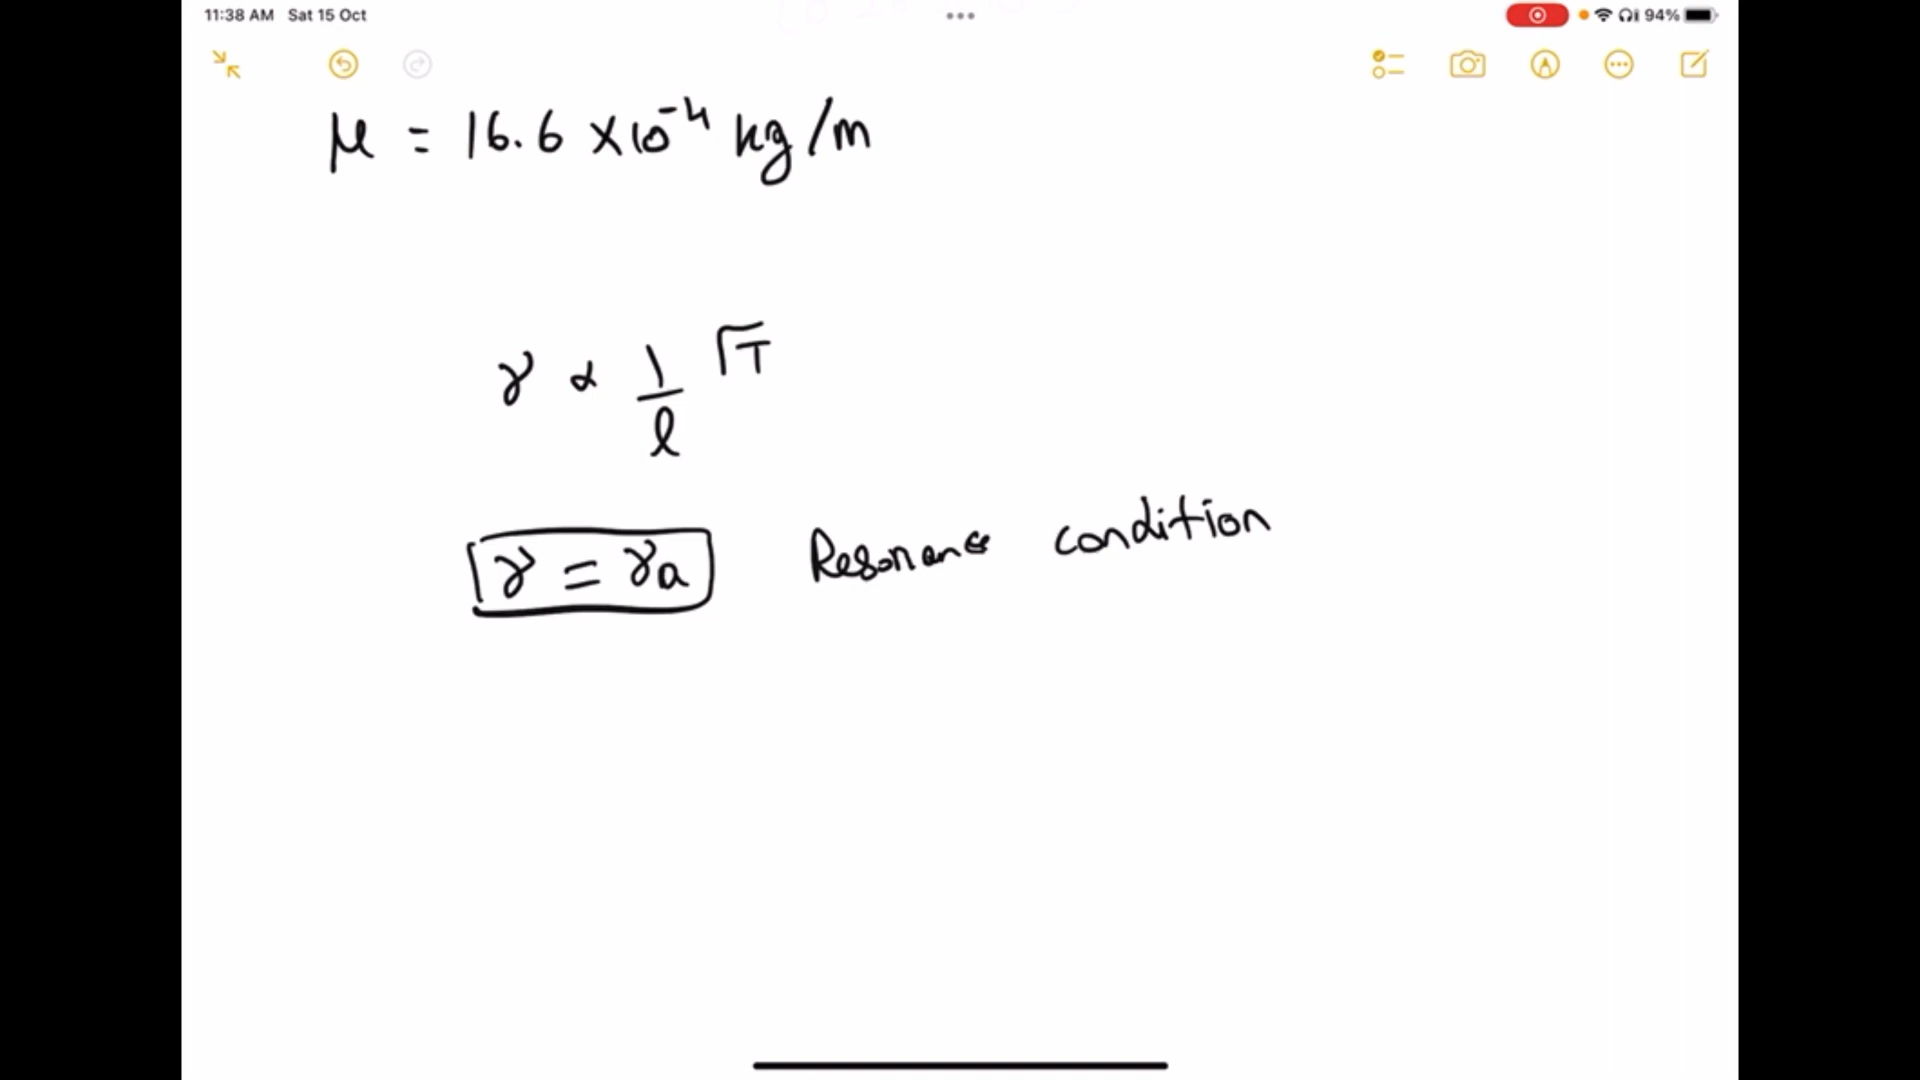 11:38 AM Sat 15 Oct
94%
μ = 16.6 ×10⁻⁴ kg/m
γ ∝ 1/l √T
γ = γa Resonance condition